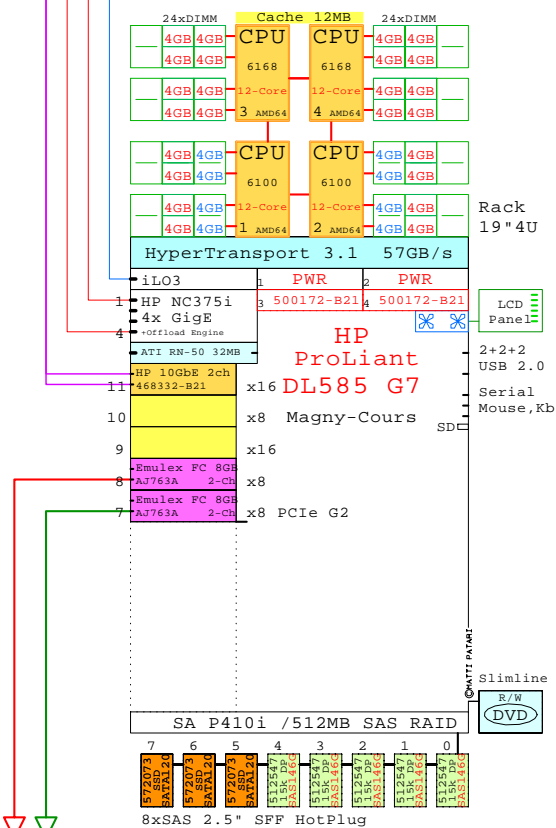 24xDIMM Cache 12MB 24xDIMM
4GB 4GB CPU CPU 4GB 4GB
4GB 4GB 6168 6168 4GB 4GB
4GB 4GB 12-Core 12-Core 4GB 4GB
4GB 4GB 3 AMD64 4 AMD64 4GB 4GB
4GB 4GB CPU CPU 4GB 4GB
4GB 4GB 6100 6100 4GB 4GB
4GB 4GB 12-Core 12-Core 4GB 4GB
4GB 4GB 1 AMD64 2 AMD64 4GB 4GB
Rack
19"4U
HyperTransport 3.1 57GB/s
iLO3 1 PWR 2 PWR
1 HP NC375i 3 500172-B21 4 500172-B21
4x GigE
4 +Offload Engine
LCD
Panel
HP
ProLiant
DL585 G7
Magny-Cours
ATI RN-50 32MB
2+2+2
USB 2.0
HP 10GbE 2ch
11 468332-B21 x16
Serial
Mouse,Kb
10 x8
SD
9 x16
Emulex FC 8GB
8 AJ763A 2-Ch x8
Emulex FC 8GB
7 AJ763A 2-Ch x8 PCIe G2
©MATTI PATARI
Slimline
R/W
DVD
SA P410i /512MB SAS RAID
7 6 5 4 3 2 1 0
572073 SSD SATA120
572073 SSD SATA120
572073 SSD SATA120
512547 15k DP SAS146G
512547 15k DP SAS146G
512547 15k DP SAS146G
512547 15k DP SAS146G
512547 15k DP SAS146G
8xSAS 2.5" SFF HotPlug